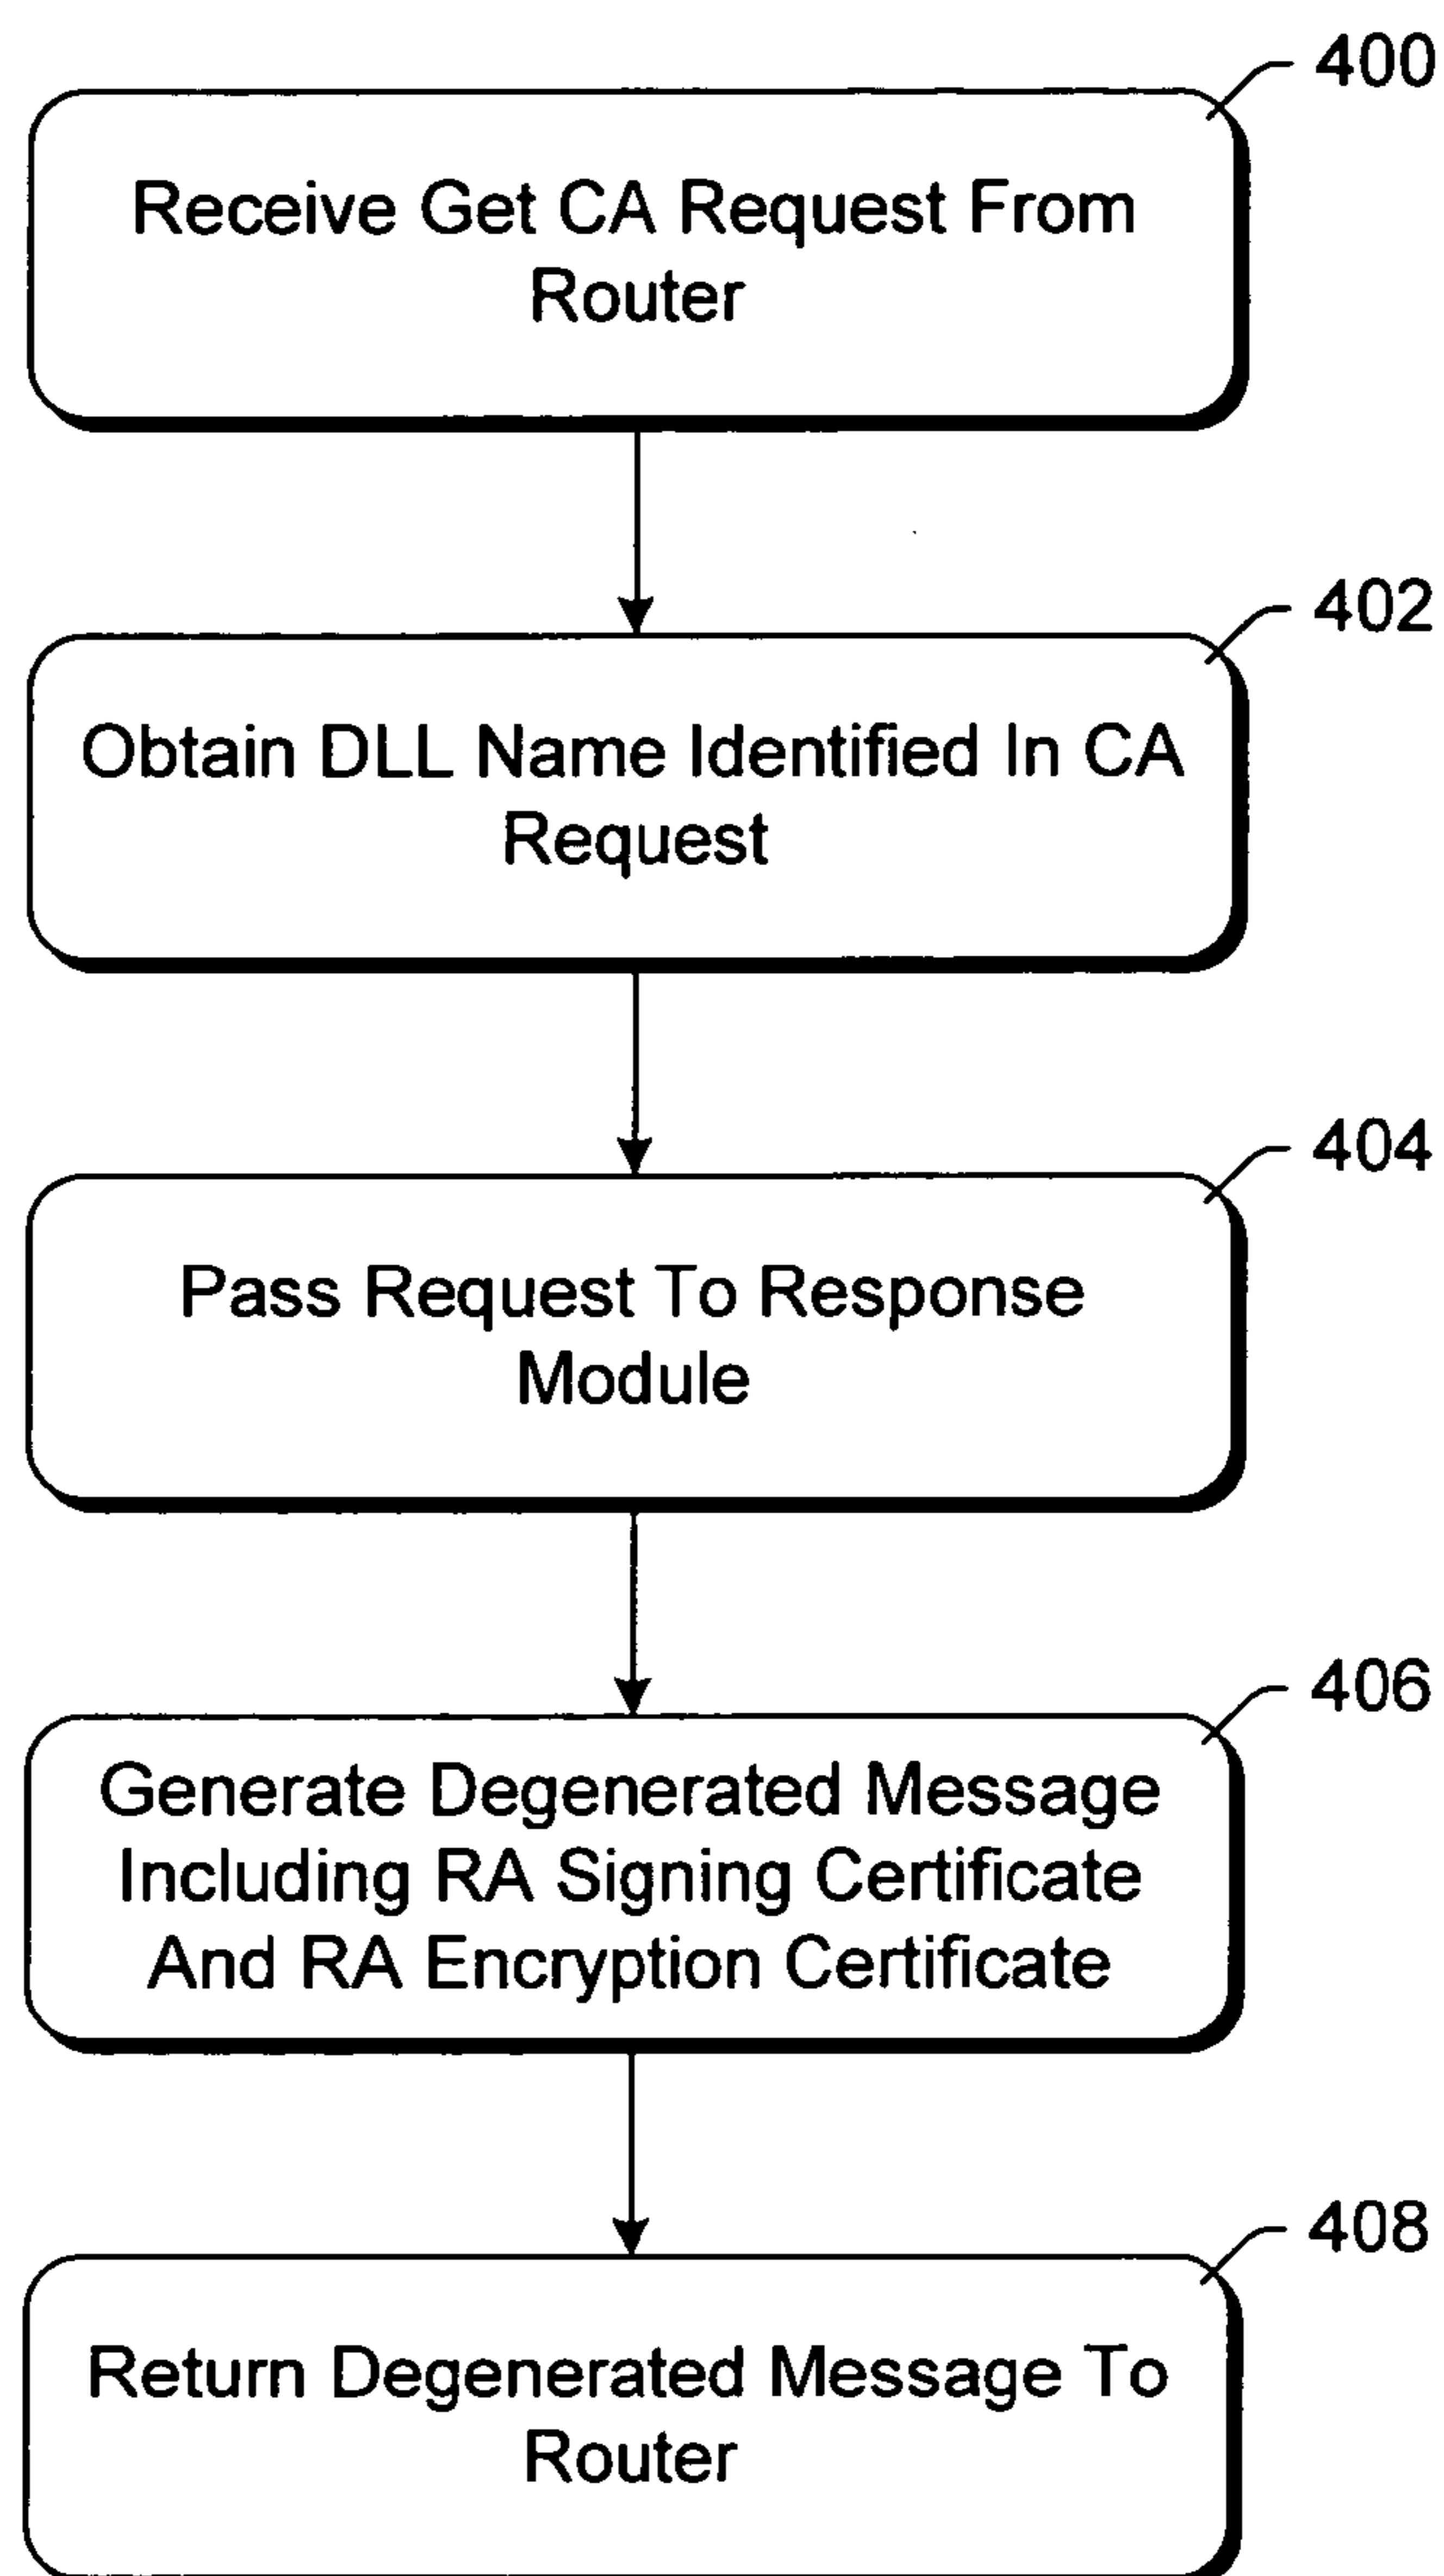 400
Receive Get CA Request From
Router
402
Obtain DLL Name Identified In CA
Request
404
Pass Request To Response
Module
406
Generate Degenerated Message
Including RA Signing Certificate
And RA Encryption Certificate
408
Return Degenerated Message To
Router